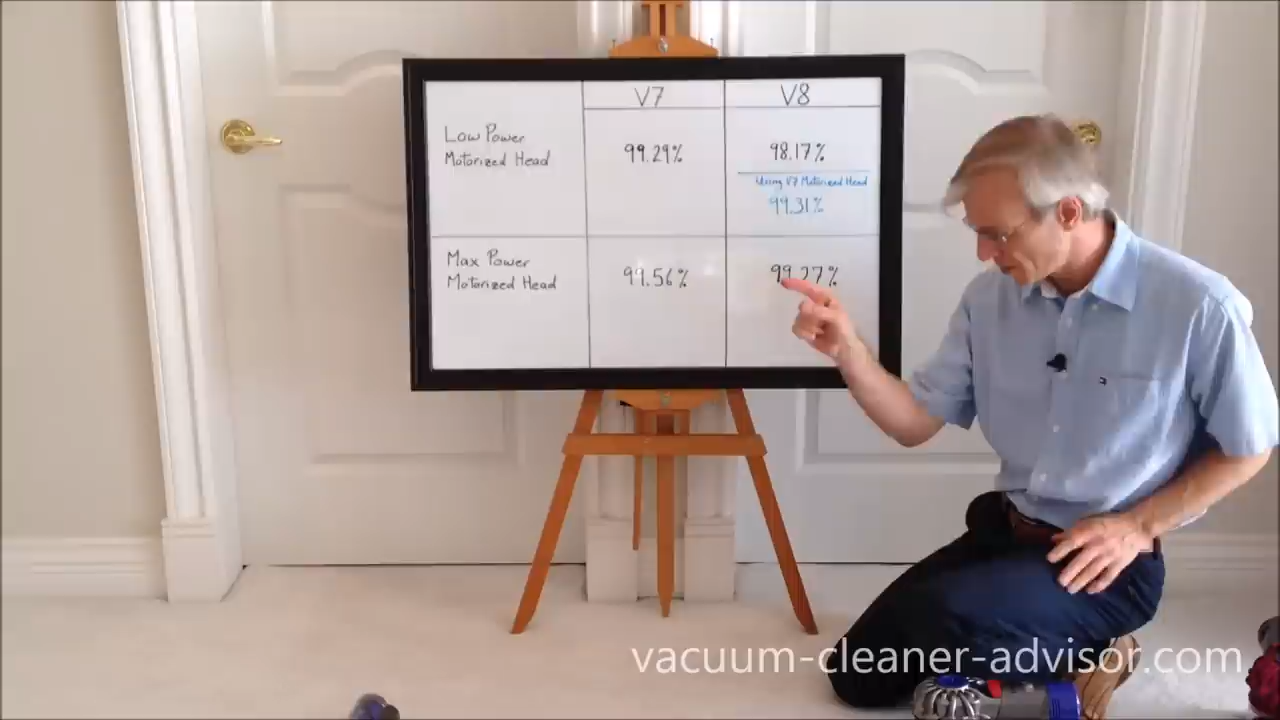 V7
V8
Low Power
Motorized Head
99.29%
98.17%
Using V7 Motorized Head
99.31%
Max Power
Motorized Head
99.56%
99.27%
vacuum-cleaner-advisor.com